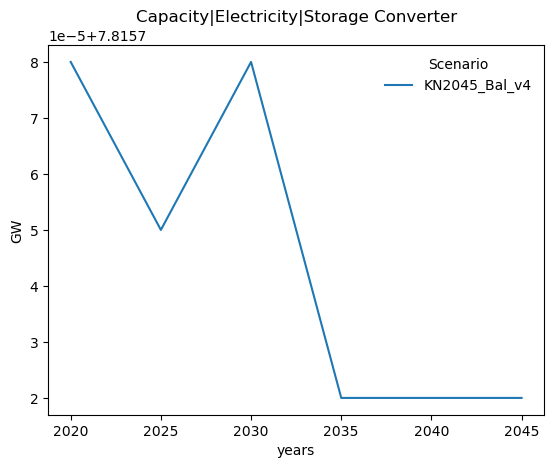 Capacity|Electricity|Storage Converter
1e−5+7.8157
Scenario
KN2045_Bal_v4
8
7
6
5
4
3
2
GW
2020 2025 2030 2035 2040 2045
years